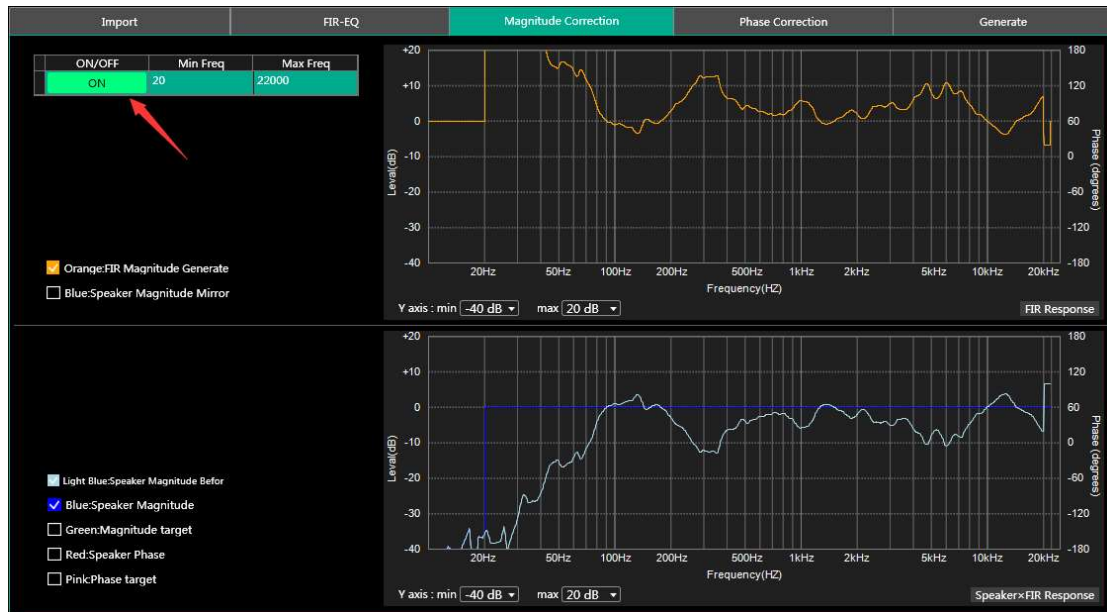 Import FIR-EQ Magnitude Correction Phase Correction Generate
ON/OFF Min Freq Max Freq
ON 20 22000
Orange:FIR Magnitude Generate
Blue:Speaker Magnitude Mirror
+20 180
+10 120
0 60
-10 0
-20 -60
-30 -120
-40 -180
Leval(dB)
Phase (degrees)
20Hz 50Hz 100Hz 200Hz 500Hz 1kHz 2kHz 5kHz 10kHz 20kHz
Frequency(HZ)
Y axis : min -40 dB max 20 dB FIR Response
Light Blue:Speaker Magnitude Befor
Blue:Speaker Magnitude
Green:Magnitude target
Red:Speaker Phase
Pink:Phase target
+20 180
+10 120
0 60
-10 0
-20 -60
-30 -120
-40 -180
Leval(dB)
Phase (degrees)
20Hz 50Hz 100Hz 200Hz 500Hz 1kHz 2kHz 5kHz 10kHz 20kHz
Frequency(HZ)
Y axis : min -40 dB max 20 dB Speaker×FIR Response